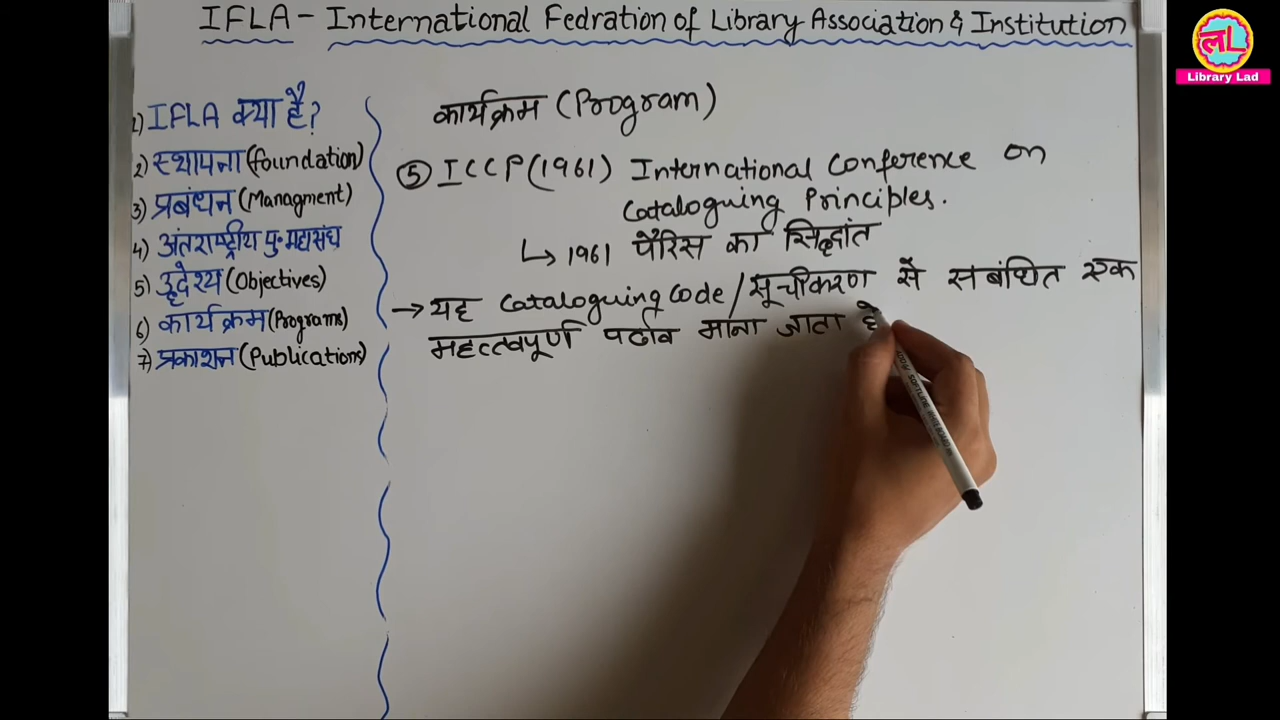 IFLA - International Fedration of Library Association & Institution
ला
Library Lad
1) IFLA क्या है?
2) स्थापना (foundation)
3) प्रबंधन (Managment)
4) अंतराष्ट्रीय पु॰ महासंघ
5) उद्देश्य (Objectives)
6) कार्यक्रम (Programs)
7) प्रकाशन (Publications)
कार्यक्रम (Program)
⑤ ICCP (1961) International Conference on
Cataloguing Principles.
↳ 1961 पेरिस का सिद्धांत
→ यह Cataloguing Code / सूचीकरण से सबंधित एक
महत्त्वपूर्ण पढाव माना जाता है